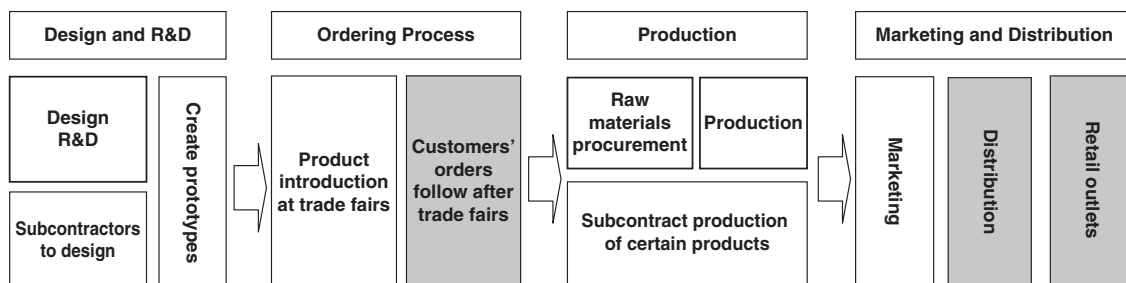 Design and R&D
Ordering Process
Production
Marketing and Distribution
Design
R&D
Subcontractors
to design
Create prototypes
Product
introduction
at trade fairs
Customers'
orders
follow after
trade fairs
Raw
materials
procurement
Production
Subcontract production
of certain products
Marketing
Distribution
Retail outlets